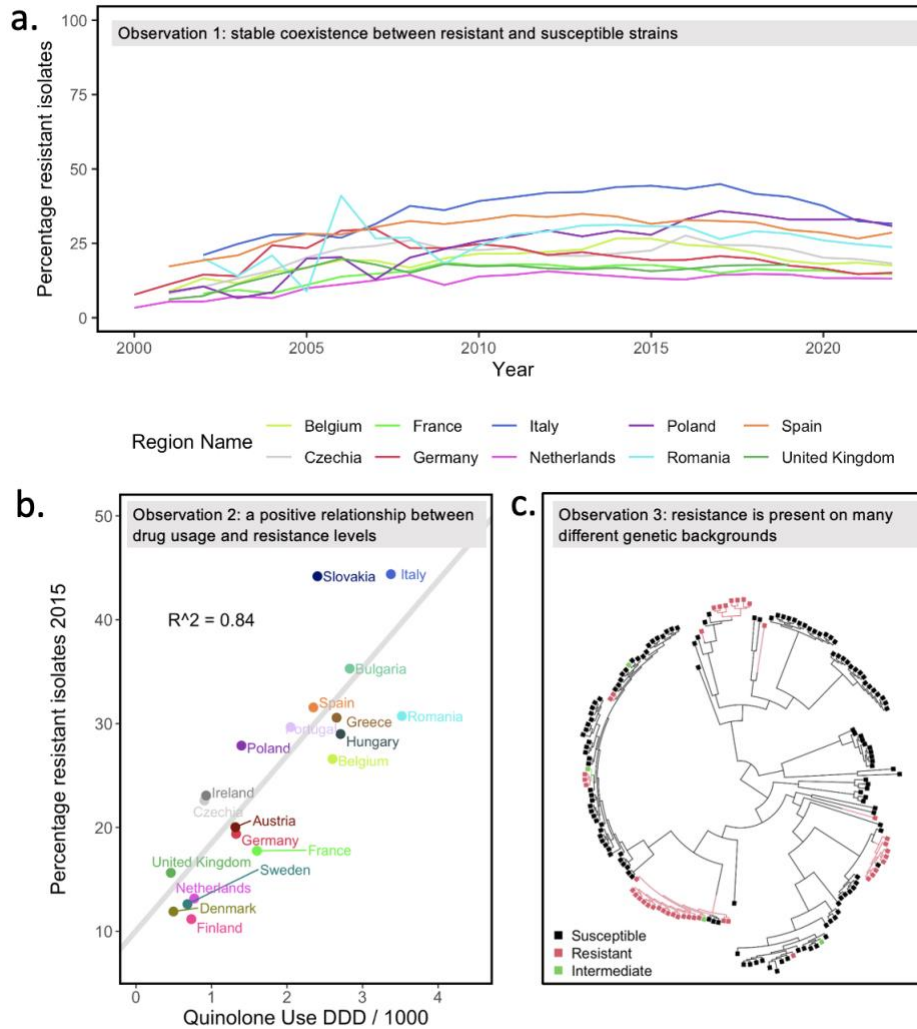 a.
Observation 1: stable coexistence between resistant and susceptible strains
Percentage resistant isolates
100
75
50
25
0
2000
2005
2010
2015
2020
Year
Region Name
Belgium
France
Italy
Poland
Spain
Czechia
Germany
Netherlands
Romania
United Kingdom
b.
Observation 2: a positive relationship between
drug usage and resistance levels
Percentage resistant isolates 2015
50
40
30
20
10
R^2 = 0.84
Slovakia
Italy
Bulgaria
Spain
Romania
Portugal
Greece
Hungary
Poland
Belgium
Ireland
Czechia
Austria
Germany
France
United Kingdom
Sweden
Netherlands
Denmark
Finland
0
1
2
3
4
Quinolone Use DDD / 1000
c.
Observation 3: resistance is present on many
different genetic backgrounds
Susceptible
Resistant
Intermediate